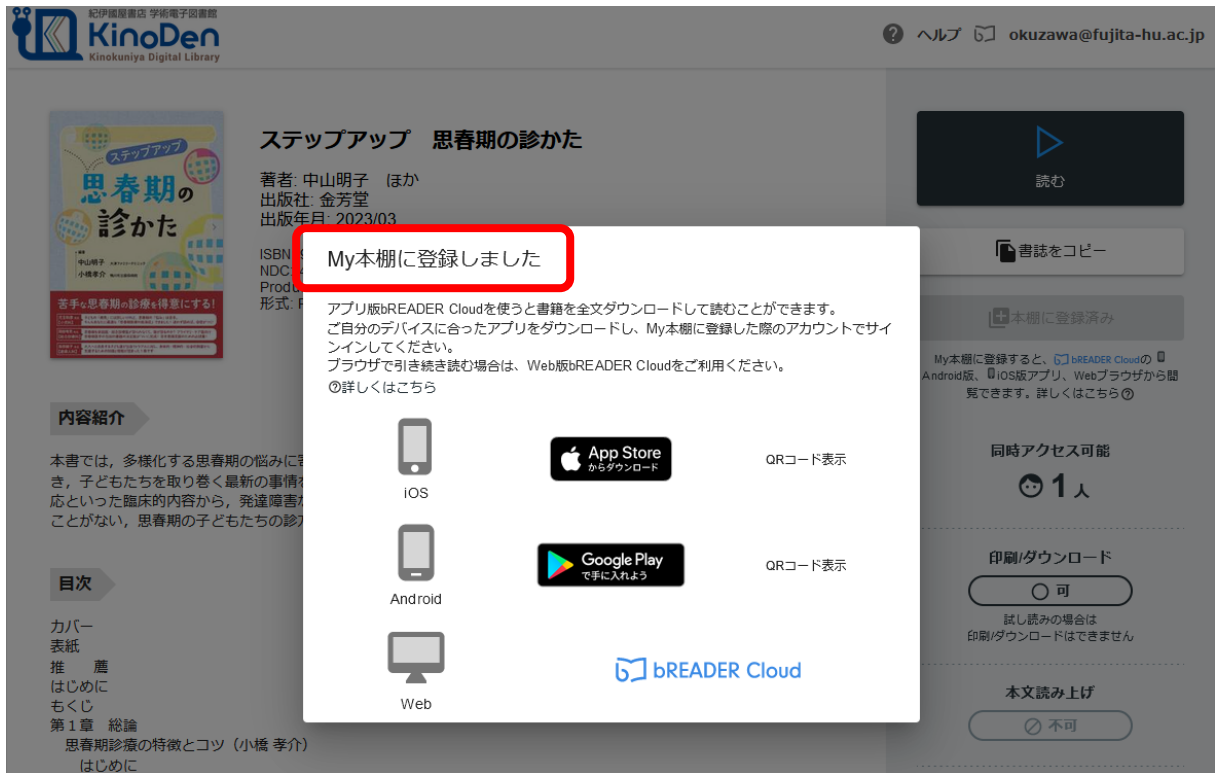 紀伊國屋書店 学術電子図書館
KinoDen
Kinokuniya Digital Library
ヘルプ
okuzawa@fujita-hu.ac.jp
ステップアップ
思春期の
診かた
編著
中山明子
小橋孝介
苦手な思春期の診療を得意にする!
ステップアップ 思春期の診かた
著者: 中山明子 ほか
出版社: 金芳堂
出版年月: 2023/03
ISBN
NDC:
Produ
形式:
内容紹介
本書では，多様化する思春期の悩みに
き，子どもたちを取り巻く最新の事情
応といった臨床的内容から，発達障害
ことがない，思春期の子どもたちの診
目次
カバー
表紙
推 薦
はじめに
もくじ
第１章 総論
思春期診療の特徴とコツ（小橋 孝介）
はじめに
My本棚に登録しました
アプリ版bREADER Cloudを使うと書籍を全文ダウンロードして読むことができます。
ご自分のデバイスに合ったアプリをダウンロードし、My本棚に登録した際のアカウントでサイ
ンインしてください。
ブラウザで引き続き読む場合は、Web版bREADER Cloudをご利用ください。
?詳しくはこちら
iOS
App Store
からダウンロード
QRコード表示
Android
Google Play
で手に入れよう
QRコード表示
Web
bREADER Cloud
読む
書誌をコピー
本棚に登録済み
My本棚に登録すると、 bREADER Cloudの
Android版、 iOS版アプリ、Webブラウザから閲
覧できます。詳しくはこちら?
同時アクセス可能
1人
印刷/ダウンロード
可
試し読みの場合は
印刷/ダウンロードはできません
本文読み上げ
不可